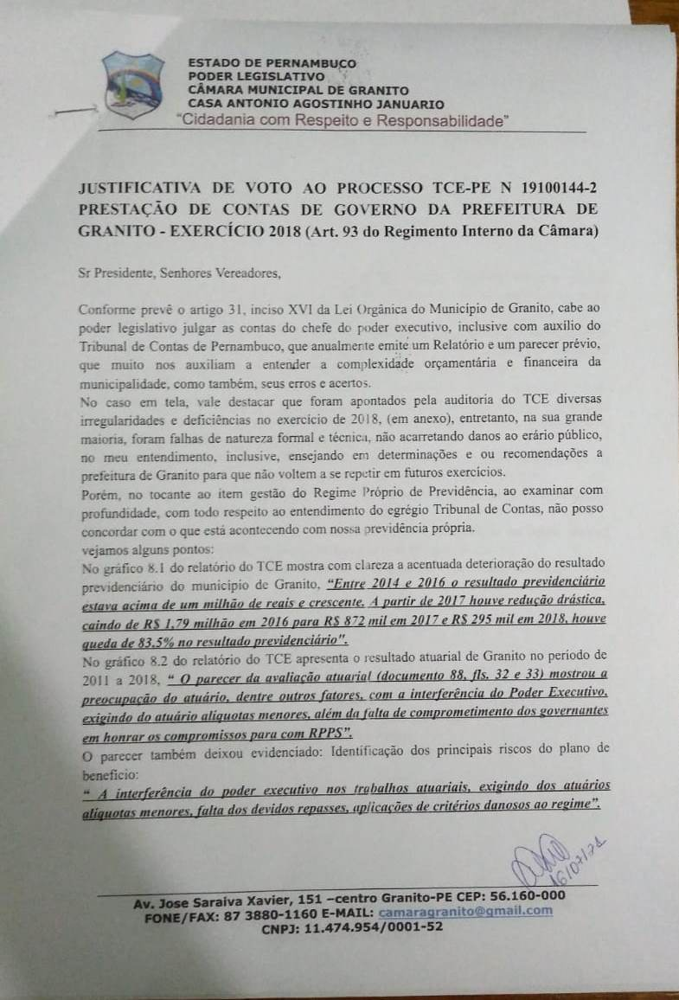 ESTADO DE PERNAMBUCO
PODER LEGISLATIVO
CÂMARA MUNICIPAL DE GRANITO
CASA ANTONIO AGOSTINHO JANUARIO
“Cidadania com Respeito e Responsabilidade”
JUSTIFICATIVA DE VOTO AO PROCESSO TCE-PE N 19100144-2
PRESTAÇÃO DE CONTAS DE GOVERNO DA PREFEITURA DE
GRANITO - EXERCÍCIO 2018 (Art. 93 do Regimento Interno da Câmara)
Sr Presidente, Senhores Vereadores,
Conforme prevê o artigo 31, inciso XVI da Lei Orgânica do Município de Granito, cabe ao
poder legislativo julgar as contas do chefe do poder executivo, inclusive com auxilio do
Tribunal de Contas de Pernambuco, que anualmente emite um Relatório e um parecer prévio,
que muito nos auxiliam a entender a complexidade orçamentária e financeira da
municipalidade, como também, seus erros e acertos.
No caso em tela, vale destacar que foram apontados pela auditoria do TCE diversas
irregularidades e deficiências no exercício de 2018, (em anexo), entretanto, na sua grande
maioria, foram falhas de natureza formal e técnica, não acarretando danos ao erário público,
no meu entendimento, inclusive, ensejando em determinações e ou recomendações a
prefeitura de Granito para que não voltem a se repetir em futuros exercícios.
Porém, no tocante ao item gestão do Regime Próprio de Previdência, ao examinar com
profundidade, com todo respeito ao entendimento do egrégio Tribunal de Contas, não posso
concordar com o que está acontecendo com nossa previdência própria.
vejamos alguns pontos:
No gráfico 8.1 do relatório do TCE mostra com clareza a acentuada deterioração do resultado
previdenciário do município de Granito, “Entre 2014 e 2016 o resultado previdenciário
estava acima de um milhão de reais e crescente. A partir de 2017 houve redução drástica,
caindo de R$ 1,79 milhão em 2016 para R$ 872 mil em 2017 e R$ 295 mil em 2018, houve
queda de 83,5% no resultado previdenciário”.
No gráfico 8.2 do relatório do TCE apresenta o resultado atuarial de Granito no período de
2011 a 2018, “ O parecer da avaliação atuarial (documento 88, fls. 32 e 33) mostrou a
preocupação do atuário, dentre outros fatores, com a interferência do Poder Executivo,
exigindo do atuário alíquotas menores, além da falta de comprometimento dos governantes
em honrar os compromissos para com RPPS”.
O parecer também deixou evidenciado: Identificação dos principais riscos do plano de
beneficio:
“ A interferência do poder executivo nos trabalhos atuariais, exigindo dos atuários
alíquotas menores, falta dos devidos repasses, aplicações de critérios danosos ao regime”.
16/07/21
Av. Jose Saraiva Xavier, 151 –centro Granito-PE CEP: 56.160-000
FONE/FAX: 87 3880-1160 E-MAIL: camaragranito@gmail.com
CNPJ: 11.474.954/0001-52